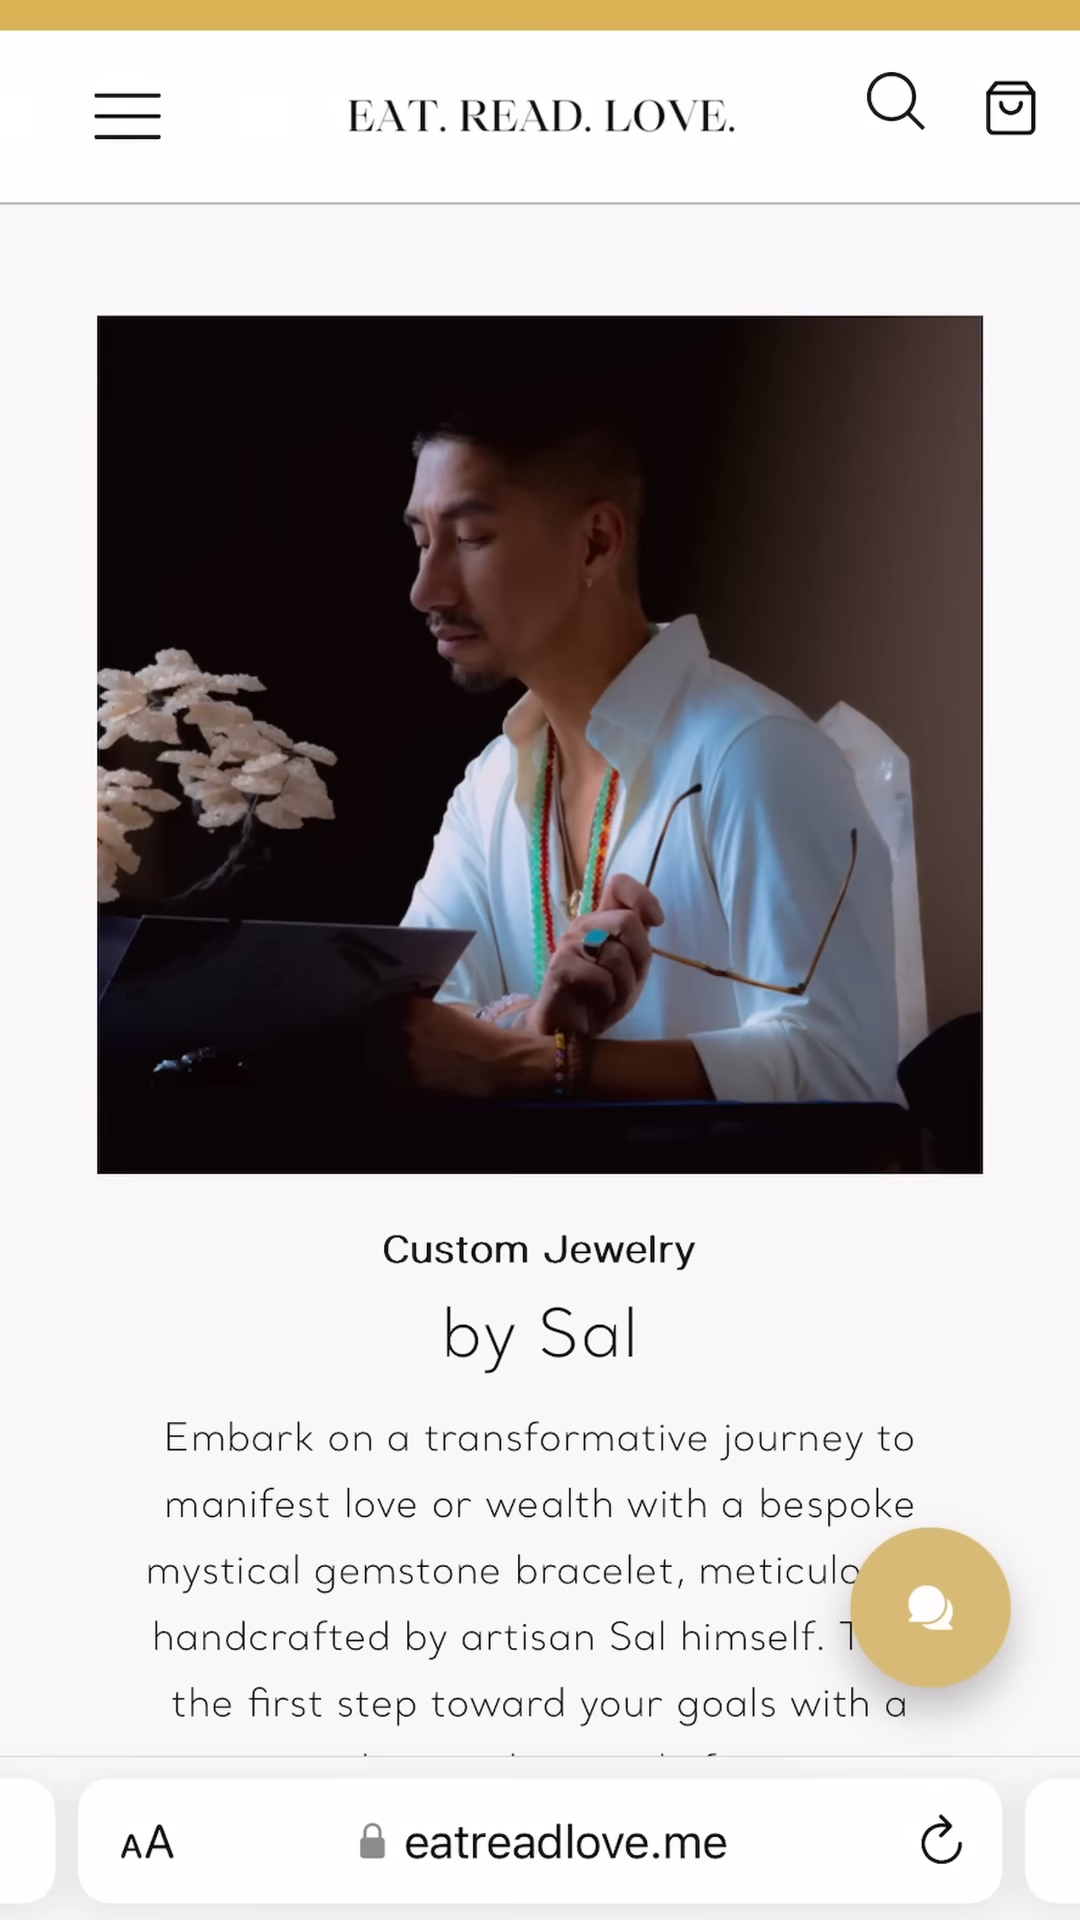 EAT. READ. LOVE.
Custom Jewelry
by Sal
Embark on a transformative journey to
manifest love or wealth with a bespoke
mystical gemstone bracelet,
handcrafted by artisan Sal himself.
the first step toward your goals with a
AA
eatreadlove.me